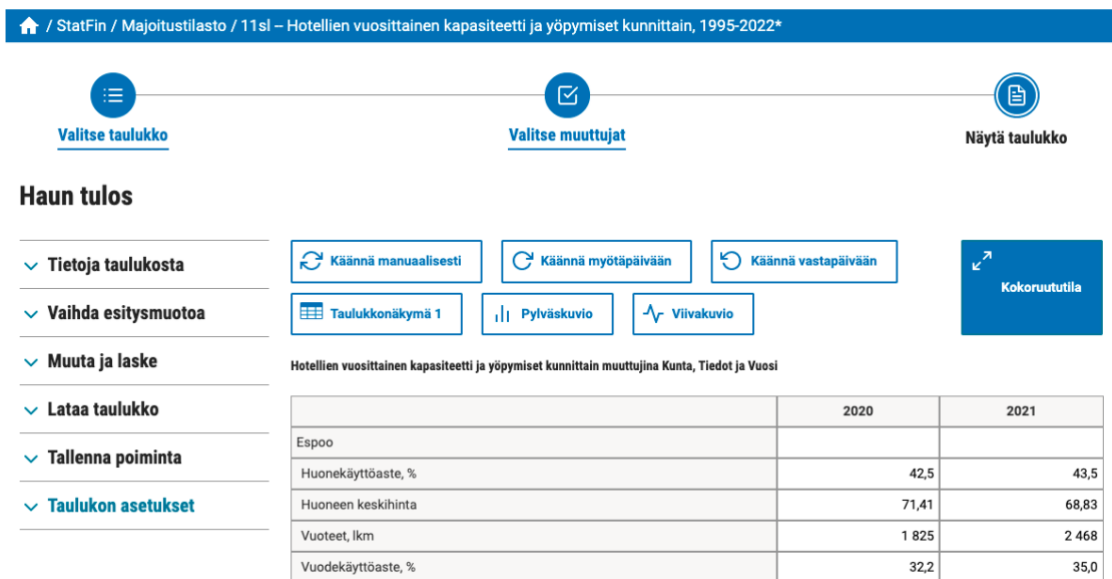 / StatFin / Majoitustilasto / 11sl – Hotellien vuosittainen kapasiteetti ja yöpymiset kunnittain, 1995-2022*
Valitse taulukko
Valitse muuttujat
Näytä taulukko
Haun tulos
Tietoja taulukosta
Vaihda esitysmuotoa
Muuta ja laske
Lataa taulukko
Tallenna poiminta
Taulukon asetukset
Käännä manuaalisesti
Käännä myötäpäivään
Käännä vastapäivään
Kokoruututila
Taulukkonäkymä 1
Pylväskuvio
Viivakuvio
Hotellien vuosittainen kapasiteetti ja yöpymiset kunnittain muuttujina Kunta, Tiedot ja Vuosi
2020 2021
Espoo
Huonekäyttöaste, % 42,5 43,5
Huoneen keskihinta 71,41 68,83
Vuoteet, lkm 1 825 2 468
Vuodekäyttöaste, % 32,2 35,0